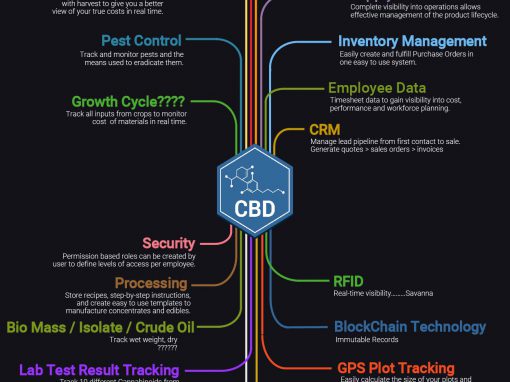 with harvest to give you a better
view of your true costs in real time.
Complete visibility into operations allows
effective management of the product lifecycle.
Pest Control
Track and monitor pests and the
means used to eradicate them.
Inventory Management
Easily create and fulfill Purchase Orders in
one easy to use system.
Growth Cycle????
Track all inputs from crops to monitor
cost of materials in real time.
Employee Data
Timesheet data to gain visibility into cost,
performance and workforce planning.
CRM
Manage lead pipeline from first contact to sale.
Generate quotes > sales orders > invoices
CBD
Security
Permission based roles can be created by
user to define levels of access per employee.
Processing
Store recipes, step-by-step instructions,
and create easy to use templates to
manufacture concentrates and edibles.
RFID
Real-time visibility.........Savanna
Bio Mass / Isolate / Crude Oil
Track wet weight, dry
??????
BlockChain Technology
Immutable Records
Lab Test Result Tracking
Track 10 different Cannabinoids from
GPS Plot Tracking
Easily calculate the size of your plots and